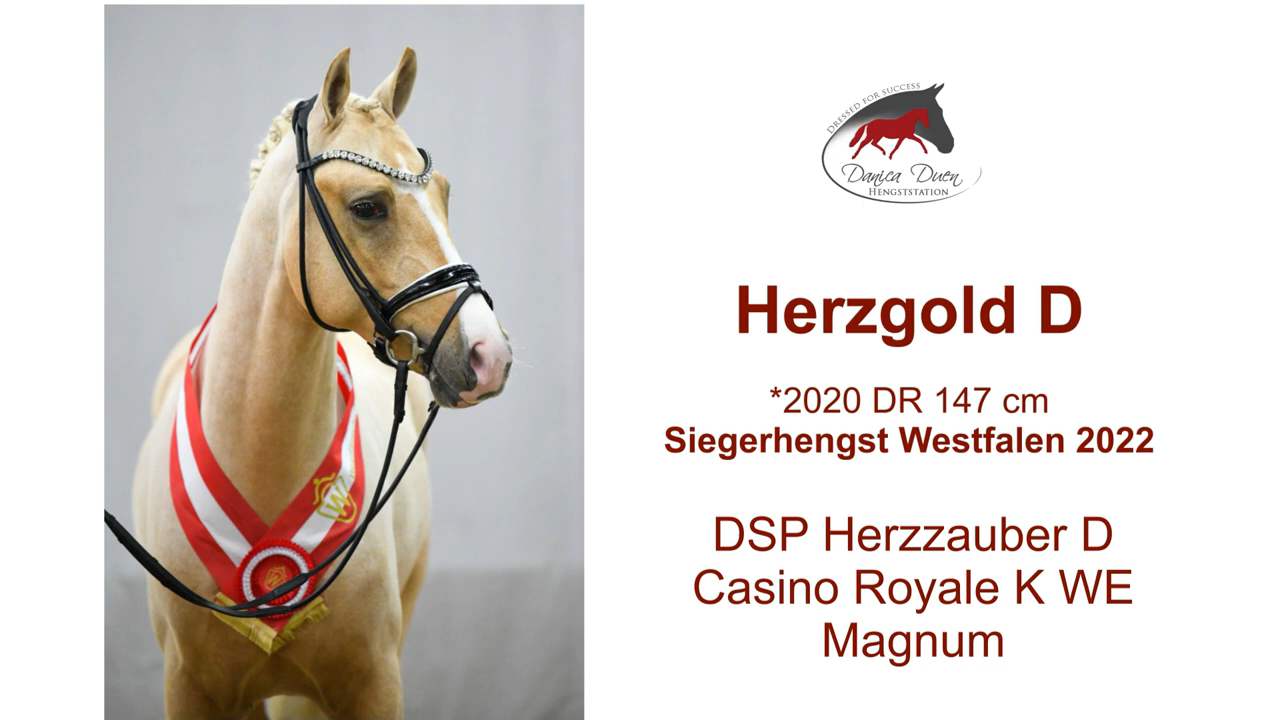 DRESSED FOR SUCCESS
Danica Duen
HENGSTSTATION
Herzgold D
*2020 DR 147 cm
Siegerhengst Westfalen 2022
DSP Herzzauber D
Casino Royale K WE
Magnum
W
W